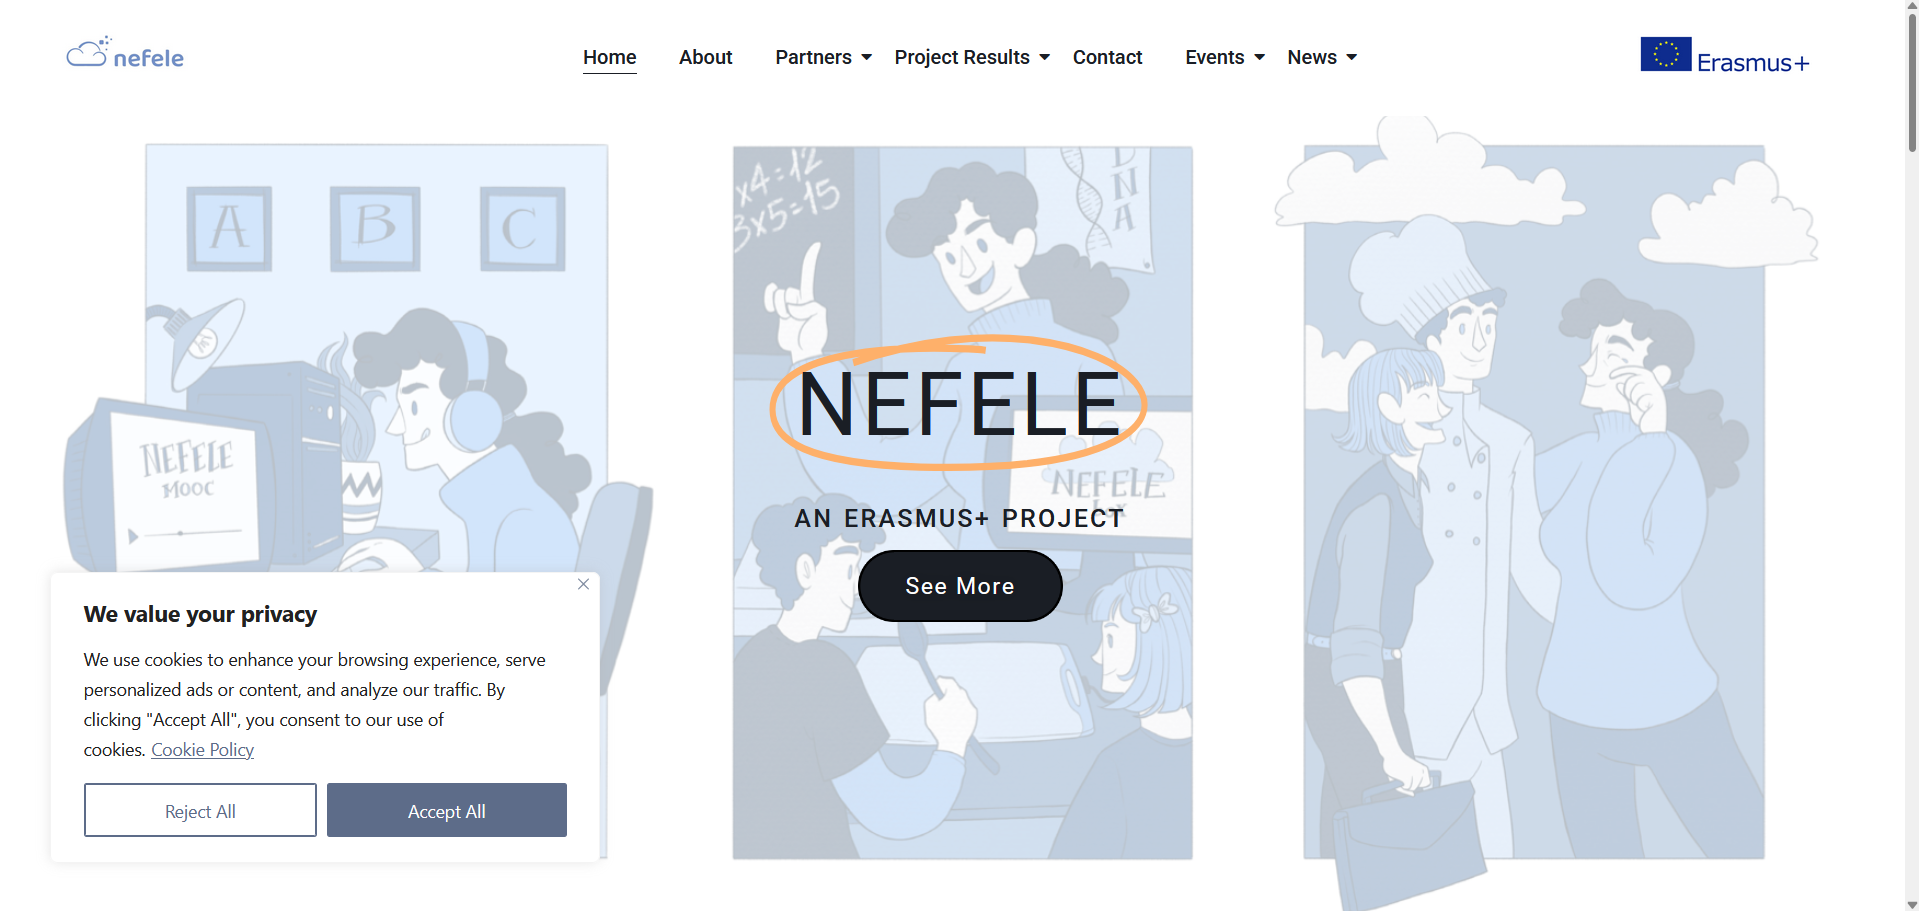 nefele
Home About Partners Project Results Contact Events News
Erasmus+
A B C
x4=12
3x5=15
DNA
NEFELE
MOOC
NEFELE
NEFELE
AN ERASMUS+ PROJECT
See More
We value your privacy
We use cookies to enhance your browsing experience, serve
personalized ads or content, and analyze our traffic. By
clicking "Accept All", you consent to our use of
cookies. Cookie Policy
Reject All
Accept All